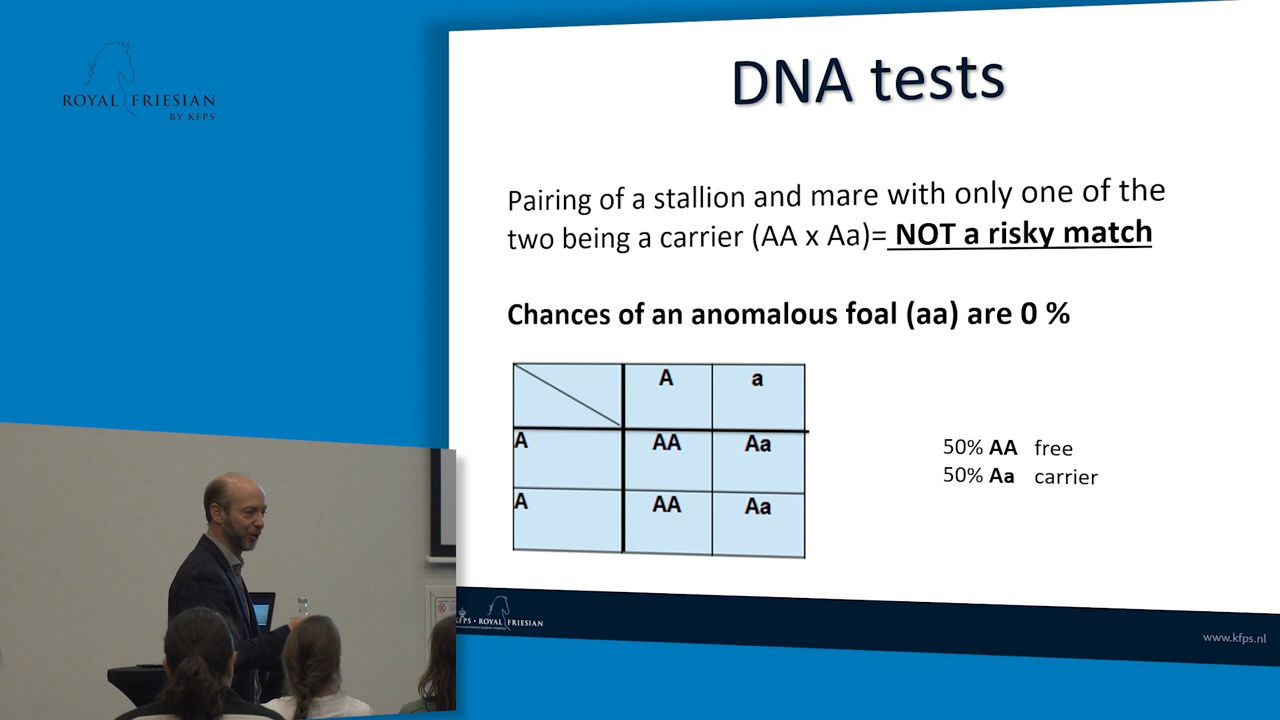 ROYAL FRIESIAN
BY KFPS
DNA tests
Pairing of a stallion and mare with only one of the
two being a carrier (AA x Aa)= NOT a risky match
Chances of an anomalous foal (aa) are 0 %
A a
A AA Aa
A AA Aa
50% AA free
50% Aa carrier
KFPS • ROYAL FRIESIAN
www.kfps.nl